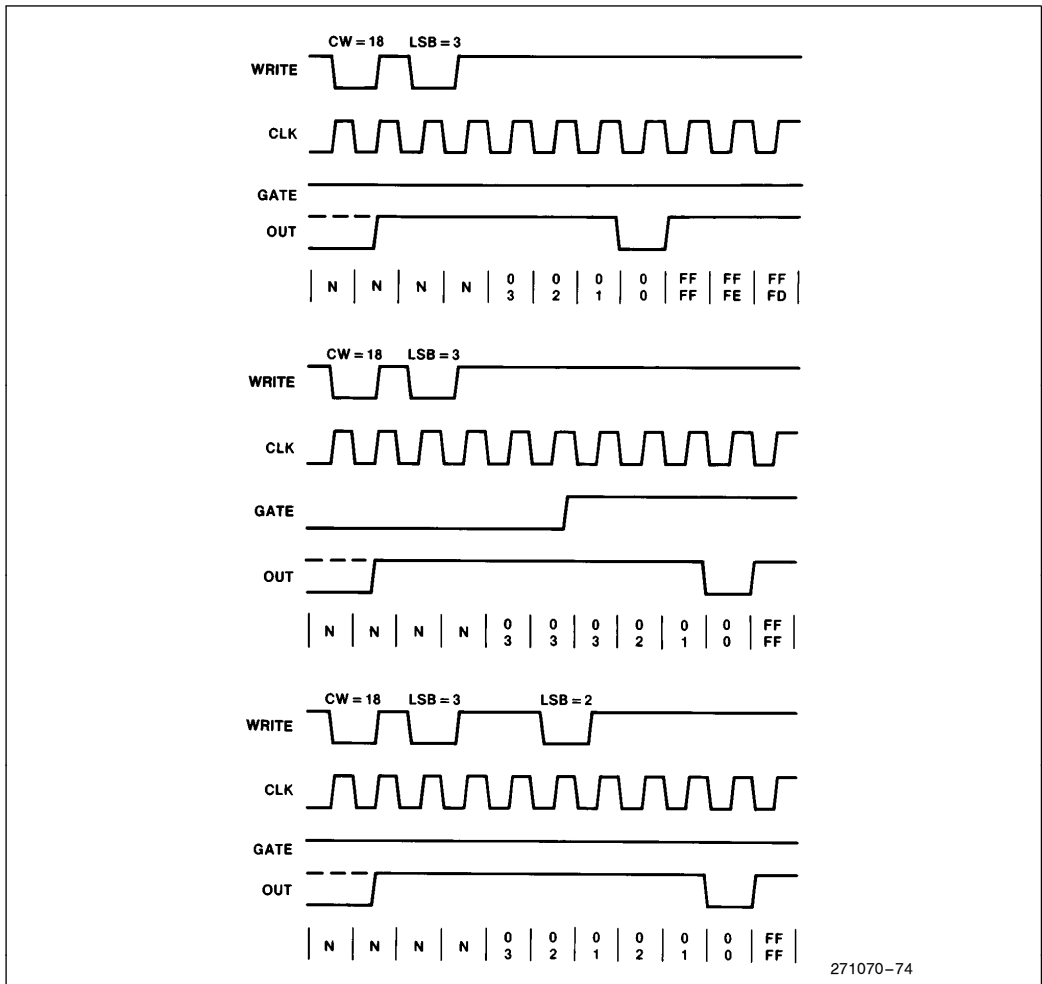 CW = 18 LSB = 3
WRITE
CLK
GATE
OUT
N N N N 0 0 0 0 FF FF FF
3 2 1 0 FF FE FD
CW = 18 LSB = 3
WRITE
CLK
GATE
OUT
N N N N 0 0 0 0 0 0 FF
3 3 3 2 1 0 FF
CW = 18 LSB = 3 LSB = 2
WRITE
CLK
GATE
OUT
N N N N 0 0 0 0 0 0 FF
3 2 1 2 1 0 FF
271070–74